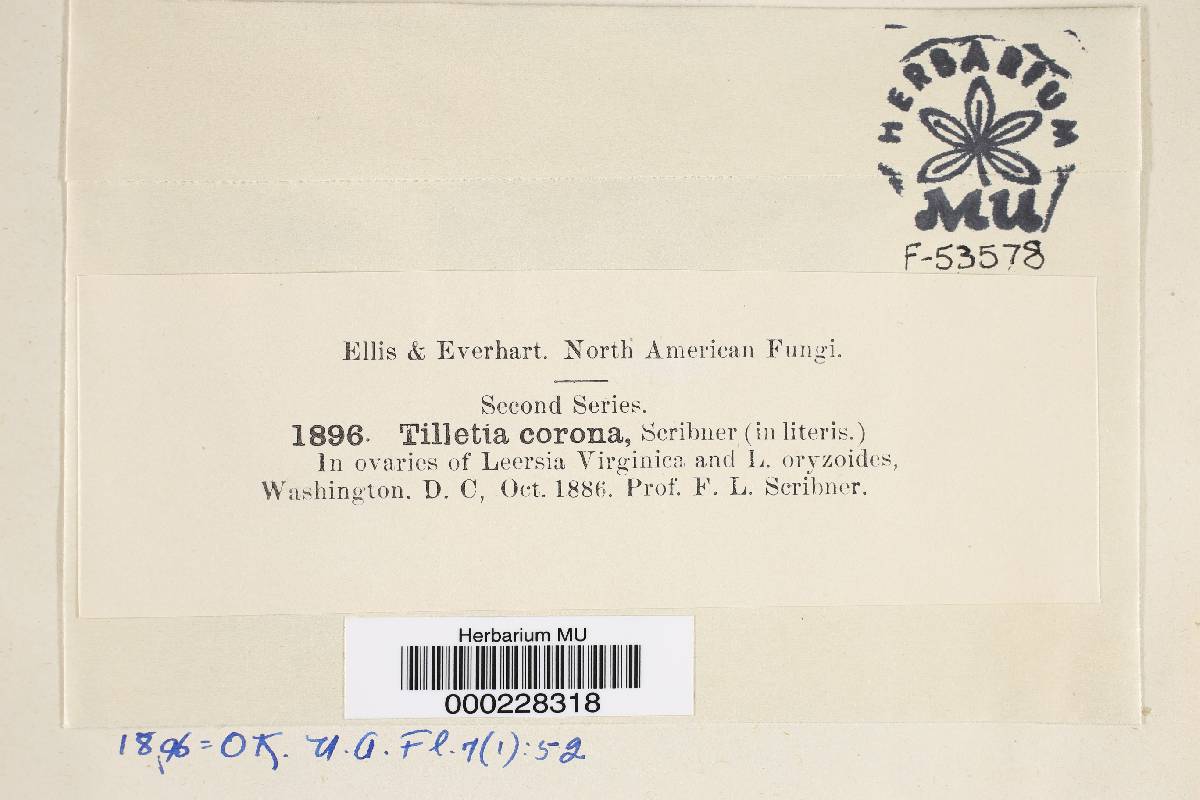 HERBARIUM
MU
F-53578
Ellis & Everhart. North American Fungi.
Second Series.
1896. Tilletia corona, Scribner (in literis.)
In ovaries of Leersia Virginica and L. oryzoides,
Washington. D. C, Oct. 1886. Prof. F. L. Scribner.
Herbarium MU
000228318
1896 = OK. N.A. Fl. 7(1):52